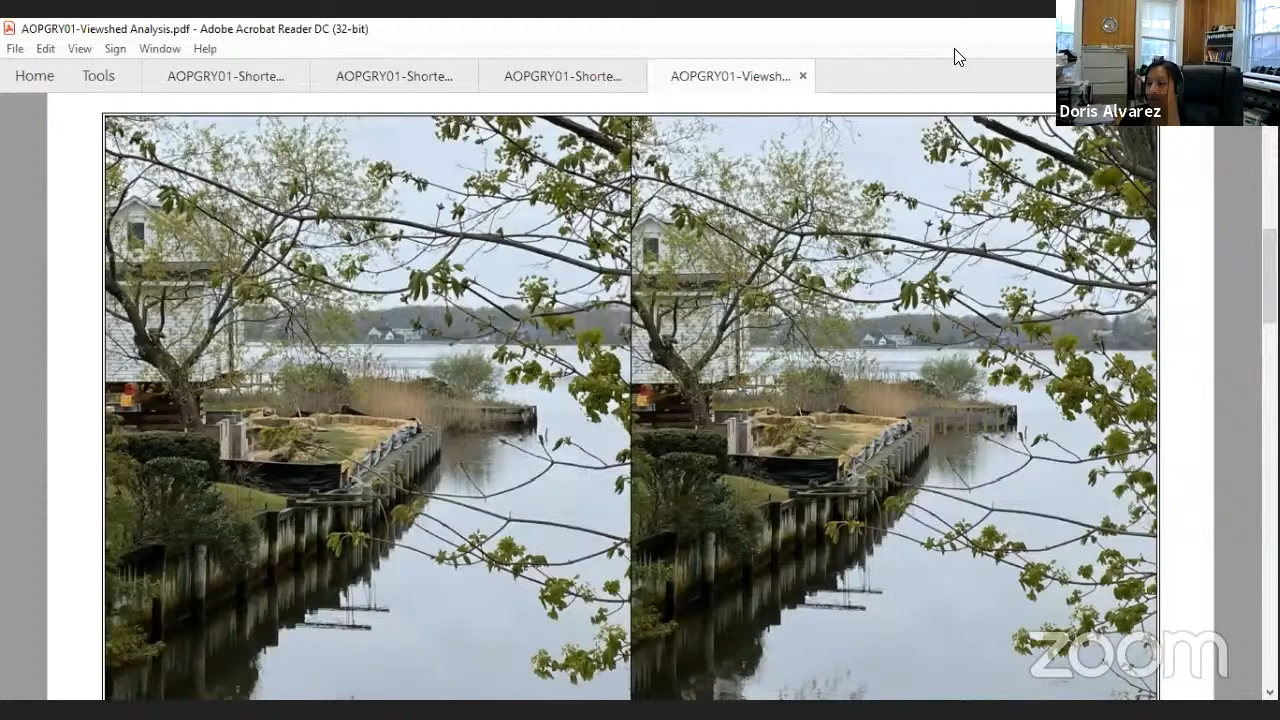 AOPGRY01-Viewshed Analysis.pdf - Adobe Acrobat Reader DC (32-bit)
File Edit View Sign Window Help
Home Tools AOPGRY01-Shorte... AOPGRY01-Shorte... AOPGRY01-Shorte... AOPGRY01-Viewsh... ×
Doris Alvarez
zoom